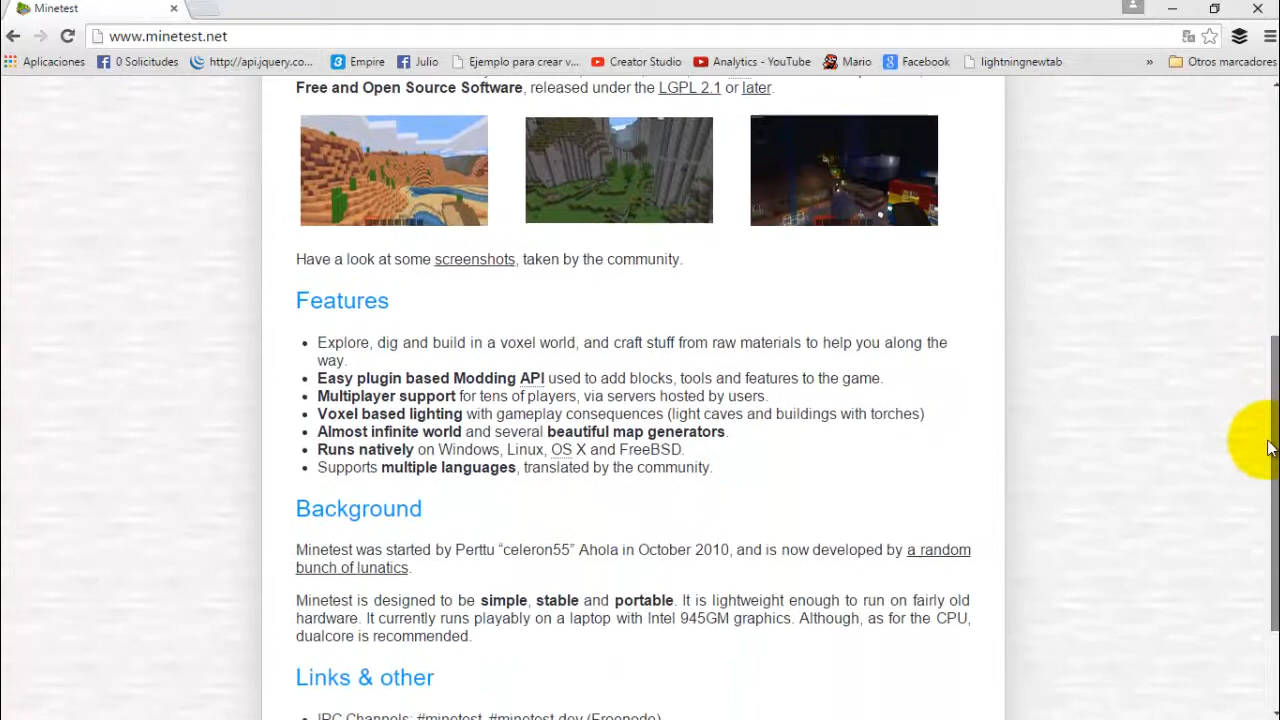 Minetest
www.minetest.net
Aplicaciones 0 Solicitudes http://api.jquery.co... Empire Julio Ejemplo para crear v... Creator Studio Analytics - YouTube Mario Facebook lightningnewtab » Otros marcadores
Free and Open Source Software, released under the LGPL 2.1 or later.
Have a look at some screenshots, taken by the community.
Features
Explore, dig and build in a voxel world, and craft stuff from raw materials to help you along the
way.
Easy plugin based Modding API used to add blocks, tools and features to the game.
Multiplayer support for tens of players, via servers hosted by users.
Voxel based lighting with gameplay consequences (light caves and buildings with torches)
Almost infinite world and several beautiful map generators.
Runs natively on Windows, Linux, OS X and FreeBSD.
Supports multiple languages, translated by the community.
Background
Minetest was started by Perttu “celeron55” Ahola in October 2010, and is now developed by a random
bunch of lunatics.
Minetest is designed to be simple, stable and portable. It is lightweight enough to run on fairly old
hardware. It currently runs playably on a laptop with Intel 945GM graphics. Although, as for the CPU,
dualcore is recommended.
Links & other
IRC Channels: #minetest, #minetest-dev (Freenode)